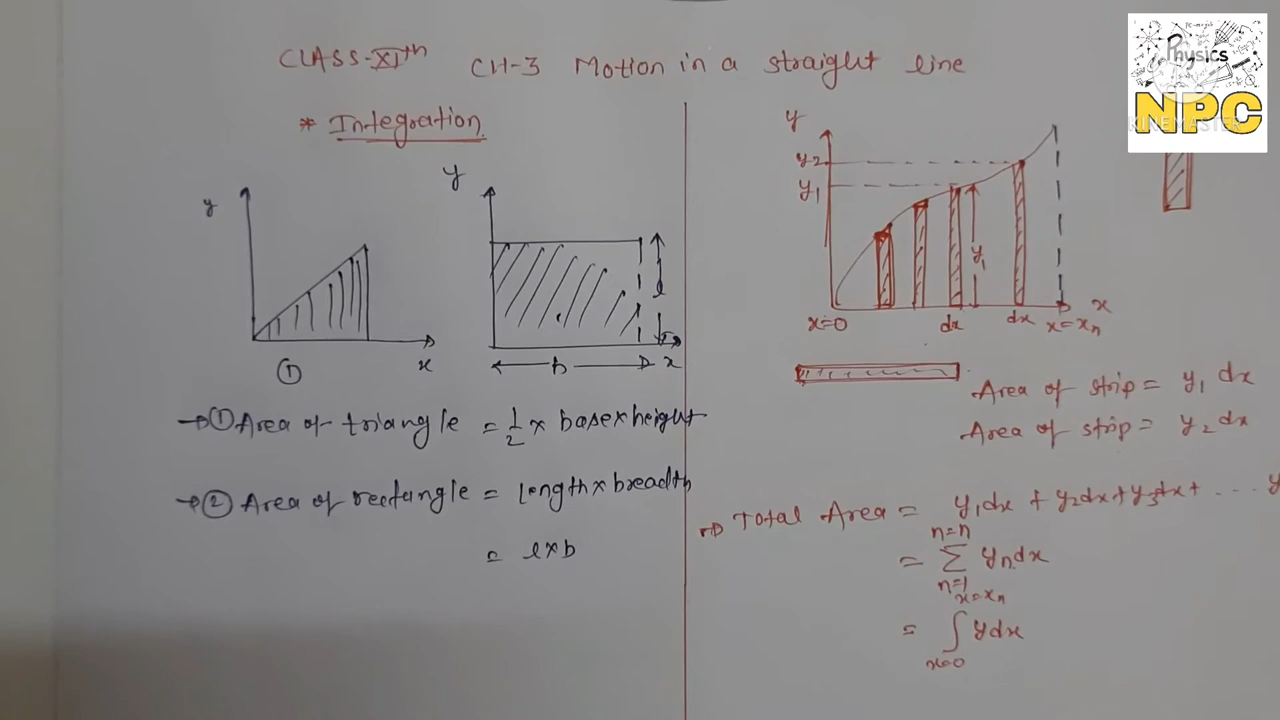 CLASS-XIth CH-3 Motion in a straight line
* Integration
y
x
①
y
l
b
x
→ ① Area of triangle = 1/2 × base×height
→ ② Area of rectangle = length×breadth
= l×b
y
y2
y1
y1
x=0
dx
dx
x=xn
x
Area of strip = y1 dx
Area of strip = y2 dx
⇒ Total Area = y1dx + y2dx + y3dx + .... y
= ∑ n=1 n=n yn dx
= ∫ x=0 x=xn y dx
Physics
NPC
KINEMASTER